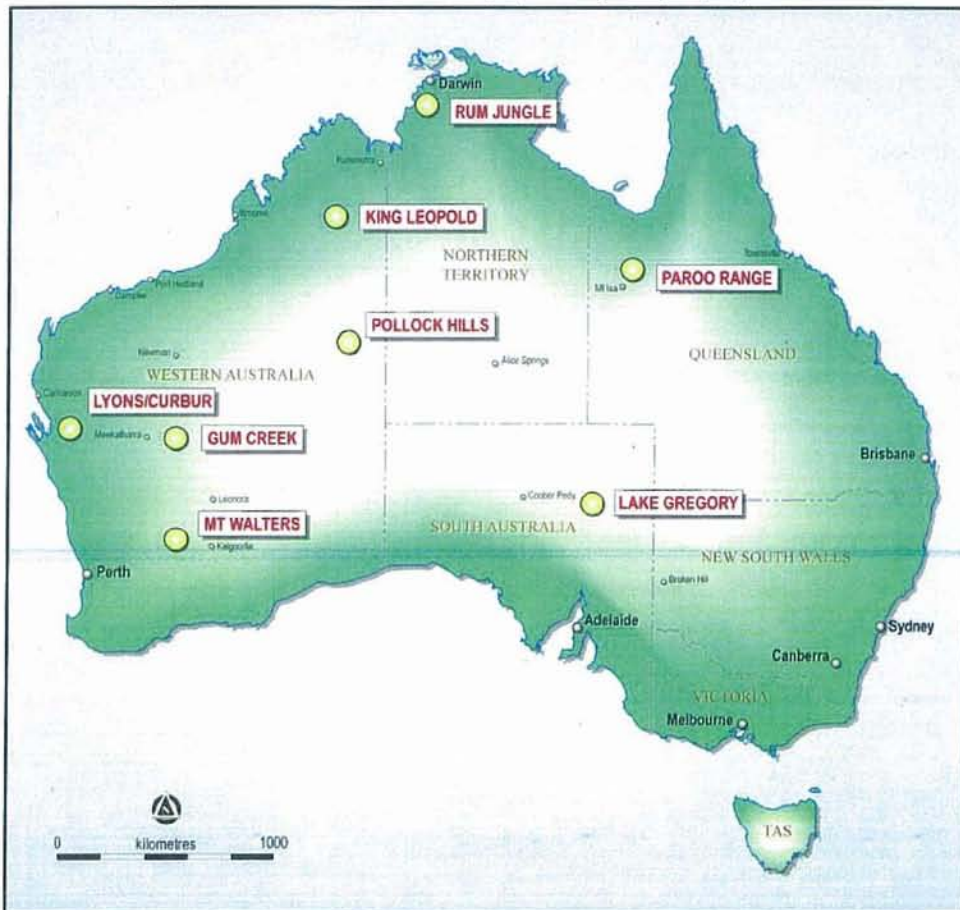 Darwin
RUM JUNGLE
Kununurra
KING LEOPOLD
Broome
NORTHERN
TERRITORY
Townsville
PAROO RANGE
Mt Isa
Port Hedland
Dampier
POLLOCK HILLS
QUEENSLAND
Newman
Alice Springs
WESTERN AUSTRALIA
Carnarvon
LYONS/CURBUR
Meekatharra
GUM CREEK
Brisbane
Leonora
Coober Pedy
LAKE GREGORY
MT WALTERS
SOUTH AUSTRALIA
Kalgoorlie
NEW SOUTH WALLS
Perth
Broken Hill
Adelaide
Sydney
Canberra
VICTORIA
Melbourne
0 kilometres 1000
TAS